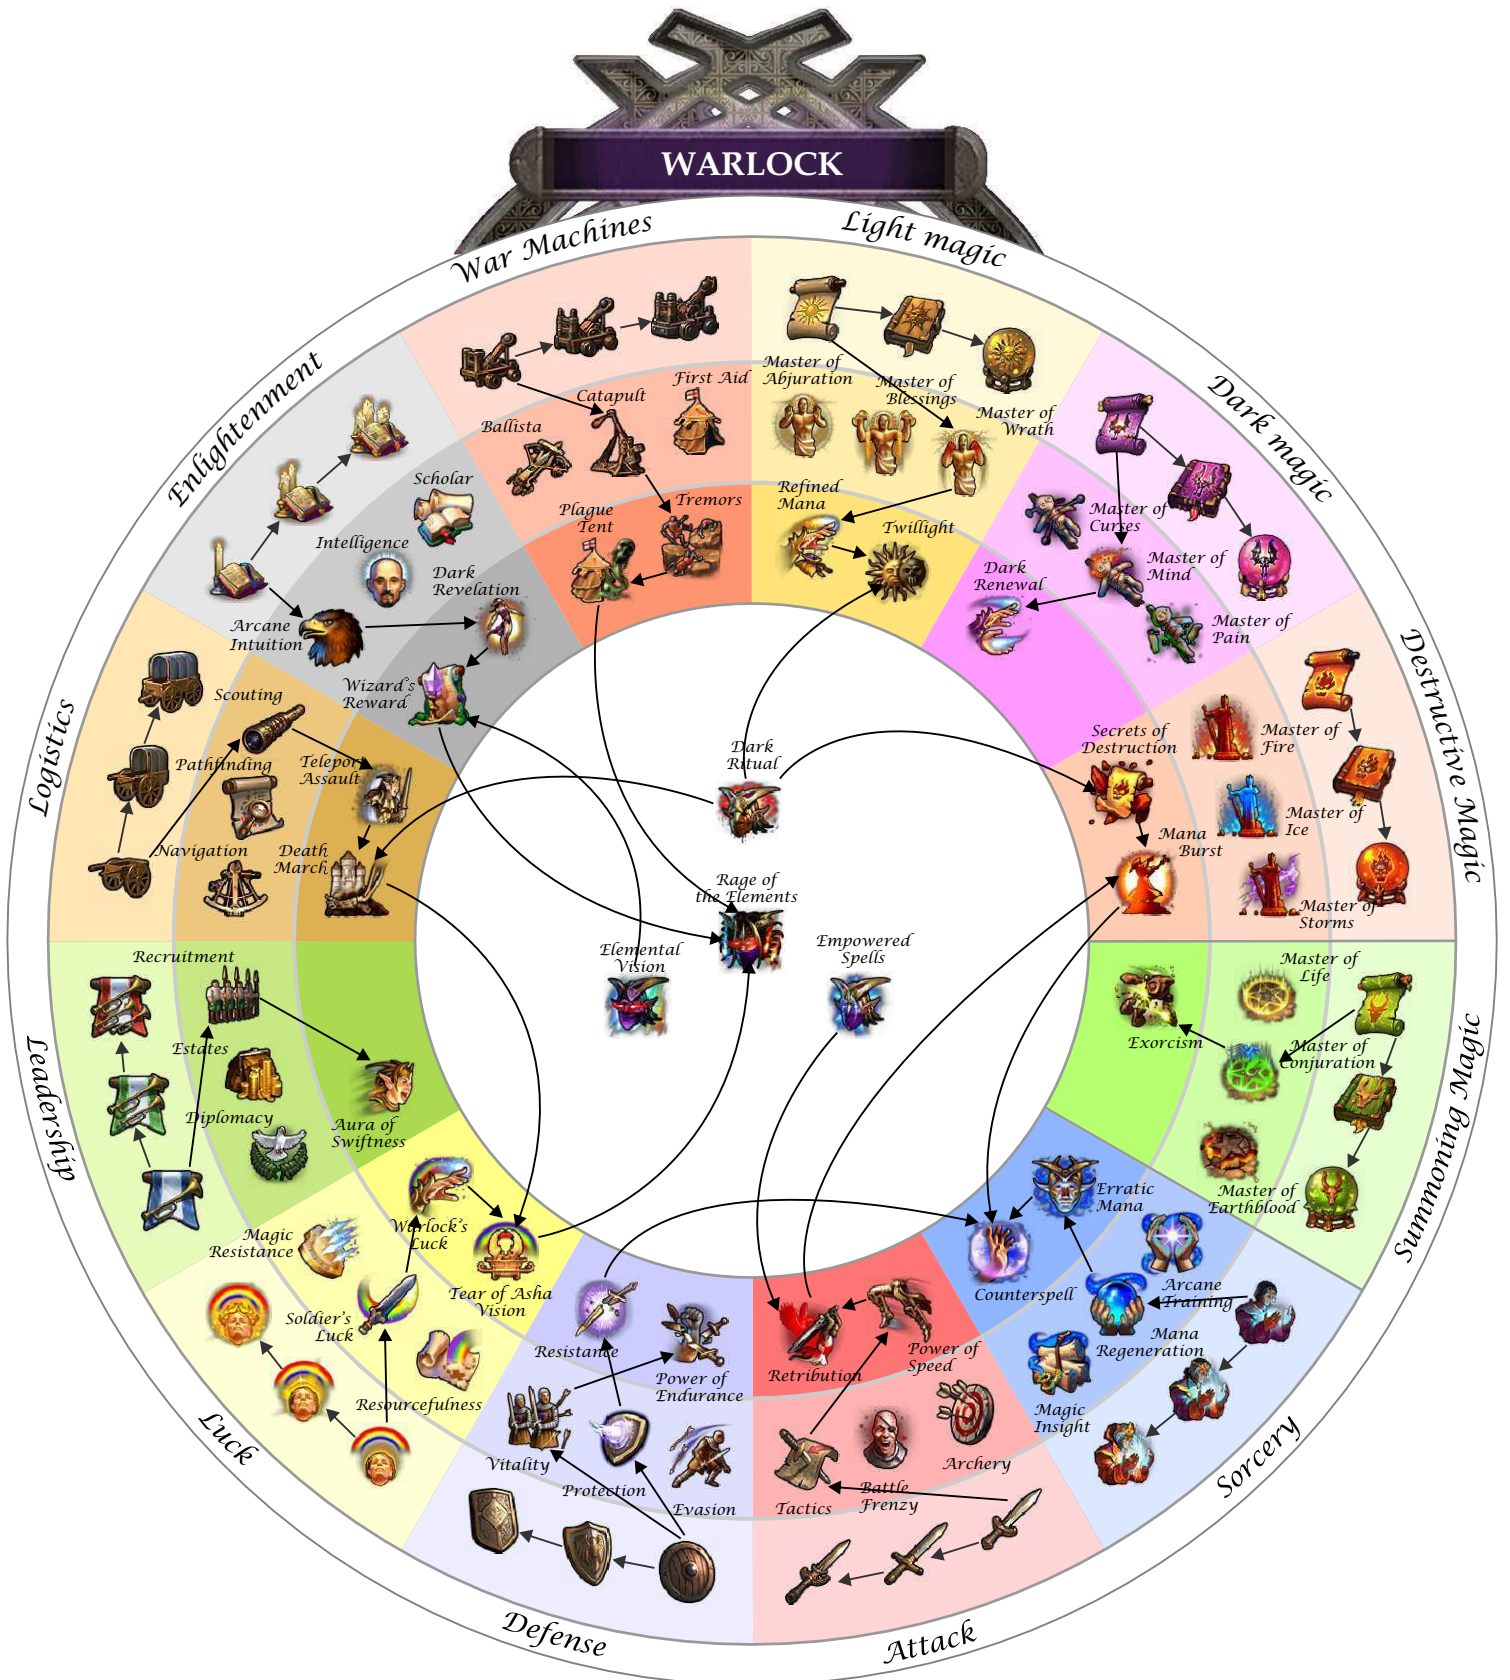 WARLOCK
War Machines
Light magic
Enlightenment
Dark magic
Logistics
Destructive Magic
Leadership
Summoning Magic
Luck
Sorcery
Defense
Attack
First Aid
Catapult
Ballista
Tremors
Plague
Tent
Master of
Abjuration
Master of
Blessings
Master of
Wrath
Refined
Mana
Twillight
Scholar
Intelligence
Dark
Revelation
Arcane
Intuition
Wizard's
Reward
Master of
Curses
Master of
Mind
Dark
Renewal
Master of
Pain
Scouting
Pathfinding
Teleport
Assault
Navigation
Death
March
Dark
Ritual
Rage of
the Elements
Elemental
Vision
Empowered
Spells
Secrets of
Destruction
Master of
Fire
Master of
Ice
Mana
Burst
Master of
Storms
Recruitment
Estates
Diplomacy
Aura of
Swiftness
Master of
Life
Exorcism
Master of
Conjuration
Master of
Earthblood
Magic
Resistance
Warlock's
Luck
Soldier's
Luck
Tear of Asha
Vision
Resourcefulness
Erratic
Mana
Counterspell
Arcane
Training
Mana
Regeneration
Magic
Insight
Resistance
Power of
Endurance
Vitality
Protection
Evasion
Retribution
Power of
Speed
Archery
Tactics
Battle
Frenzy